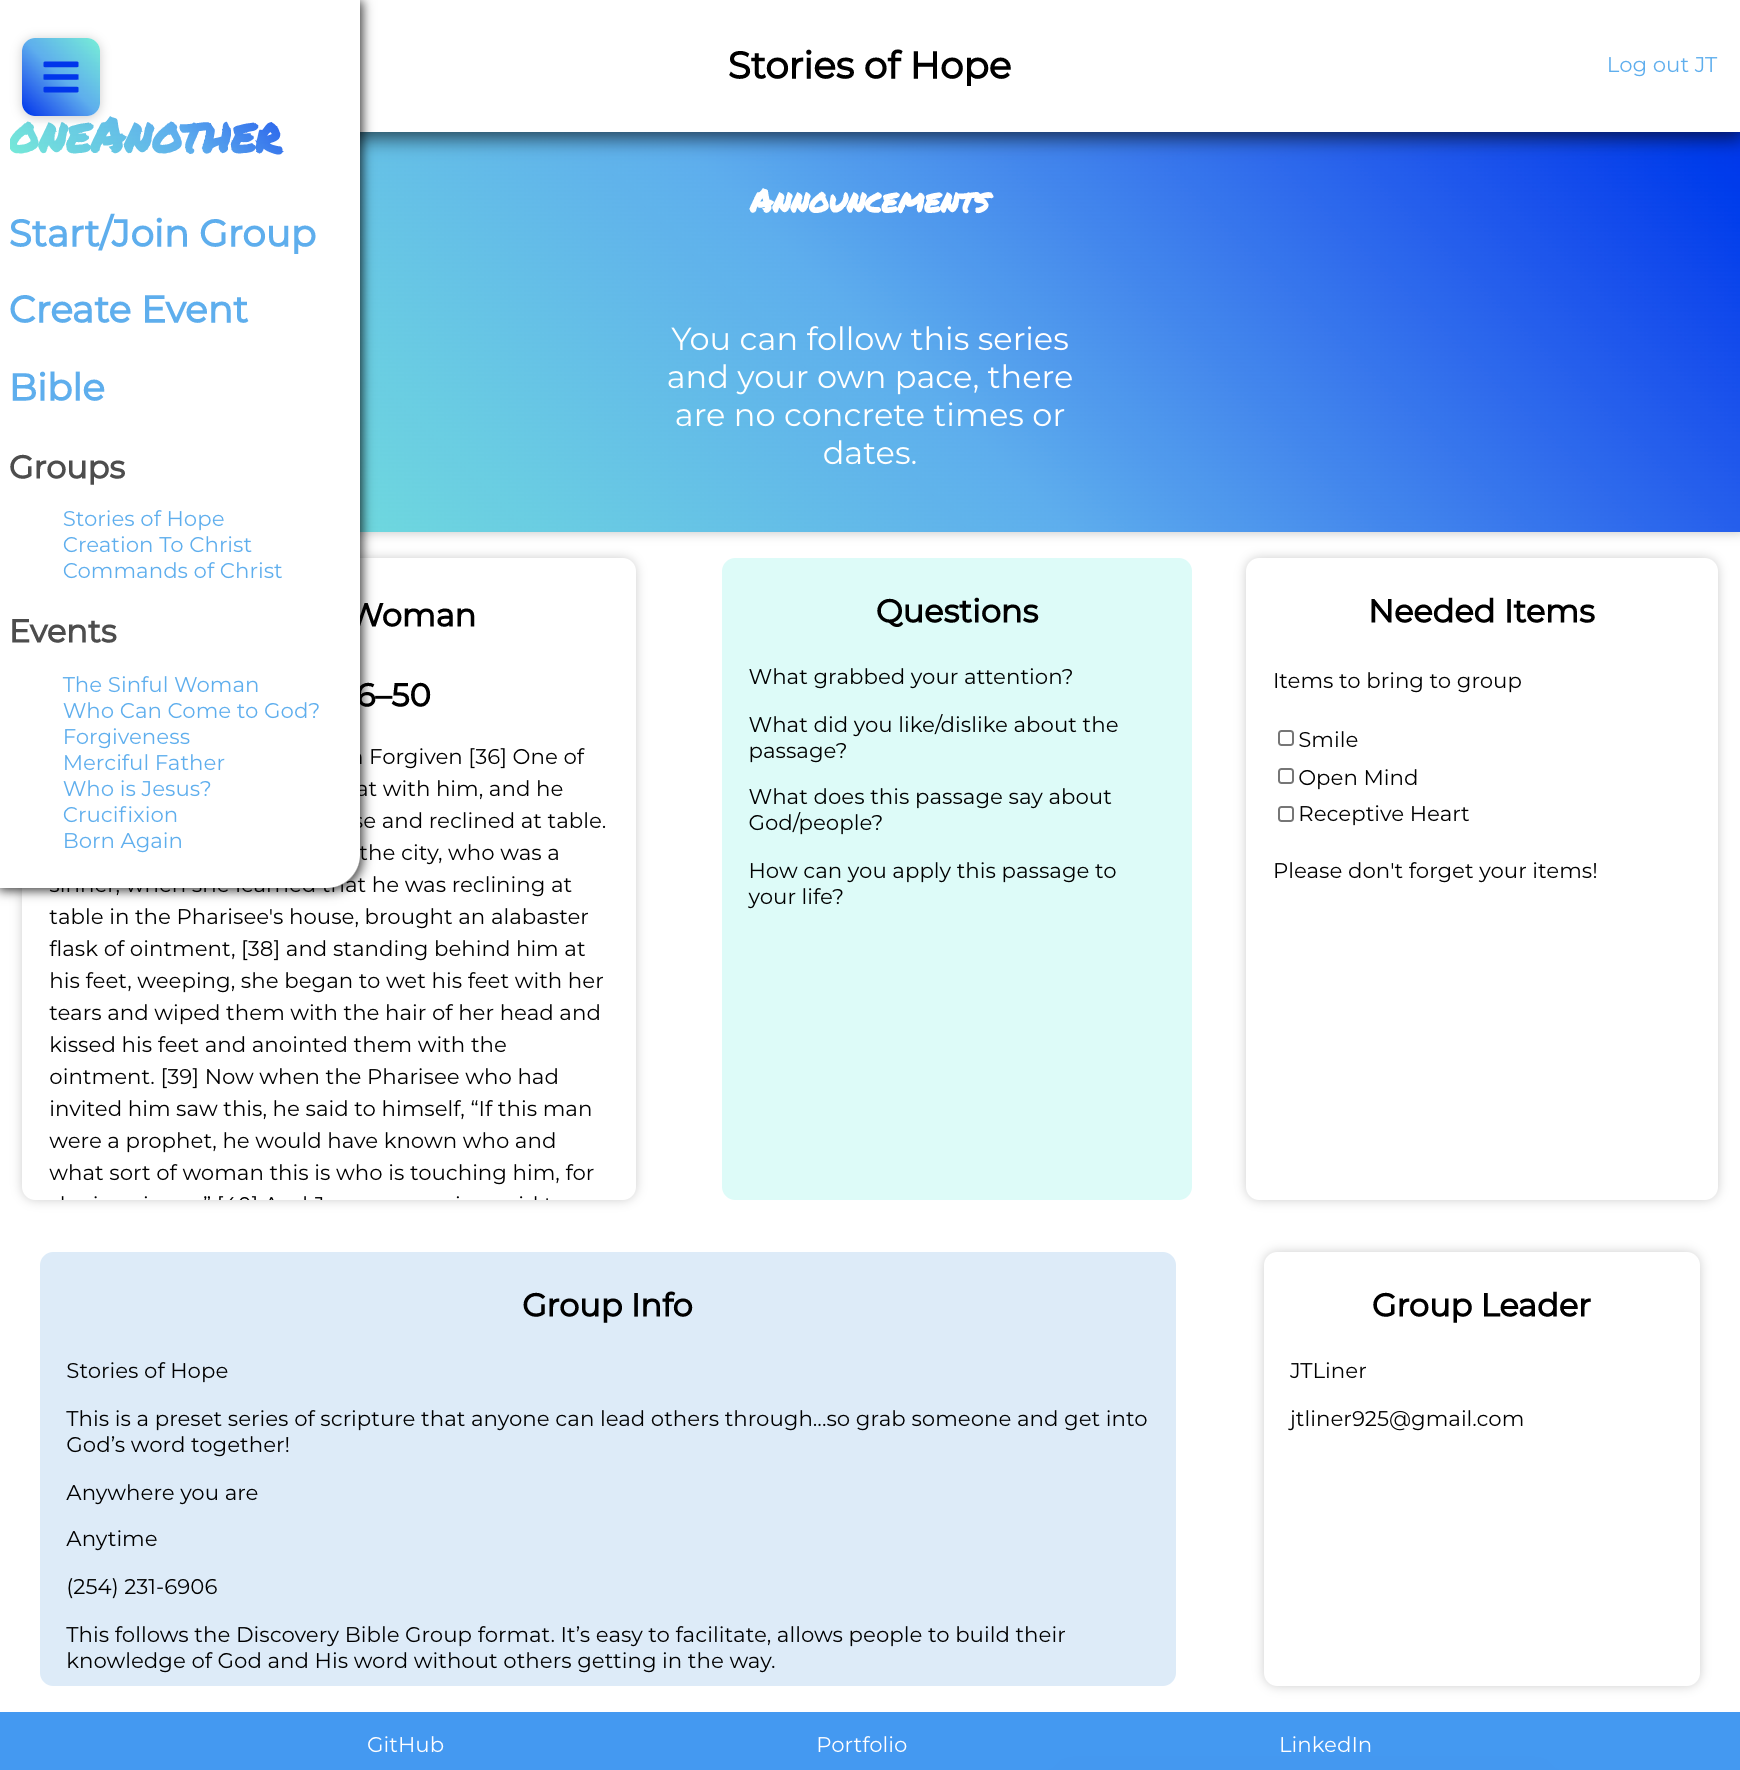 Stories of Hope
Log out JT
oneAnother
Start/Join Group
Create Event
Bible
Groups
Stories of Hope
Creation To Christ
Commands of Christ
Events
The Sinful Woman
Who Can Come to God?
Forgiveness
Merciful Father
Who is Jesus?
Crucifixion
Born Again
Announcements
You can follow this series
and your own pace, there
are no concrete times or
dates.
Woman
6–50
Forgiven [36] One of
at with him, and he
se and reclined at table.
the city, who was a
sinner, when she learned that he was reclining at
table in the Pharisee's house, brought an alabaster
flask of ointment, [38] and standing behind him at
his feet, weeping, she began to wet his feet with her
tears and wiped them with the hair of her head and
kissed his feet and anointed them with the
ointment. [39] Now when the Pharisee who had
invited him saw this, he said to himself, “If this man
were a prophet, he would have known who and
what sort of woman this is who is touching him, for
Questions
What grabbed your attention?
What did you like/dislike about the
passage?
What does this passage say about
God/people?
How can you apply this passage to
your life?
Needed Items
Items to bring to group
Smile
Open Mind
Receptive Heart
Please don't forget your items!
Group Info
Stories of Hope
This is a preset series of scripture that anyone can lead others through...so grab someone and get into
God’s word together!
Anywhere you are
Anytime
(254) 231-6906
This follows the Discovery Bible Group format. It’s easy to facilitate, allows people to build their
knowledge of God and His word without others getting in the way.
Group Leader
JTLiner
jtliner925@gmail.com
GitHub
Portfolio
LinkedIn